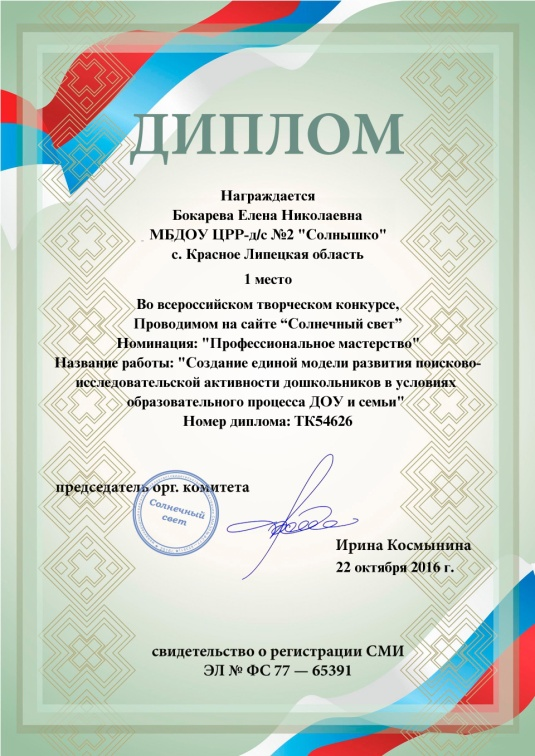 ДИПЛОМ
Награждается
Бокарева Елена Николаевна
МБДОУ ЦРР-д/с №2 "Солнышко"
с. Красное Липецкая область
1 место
Во всероссийском творческом конкурсе,
Проводимом на сайте “Солнечный свет”
Номинация: "Профессиональное мастерство"
Название работы: "Создание единой модели развития поисково-
исследовательской активности дошкольников в условиях
образовательного процесса ДОУ и семьи"
Номер диплома: ТК54626
председатель орг. комитета
Солнечный
свет
Ирина Космынина
22 октября 2016 г.
свидетельство о регистрации СМИ
ЭЛ № ФС 77 — 65391